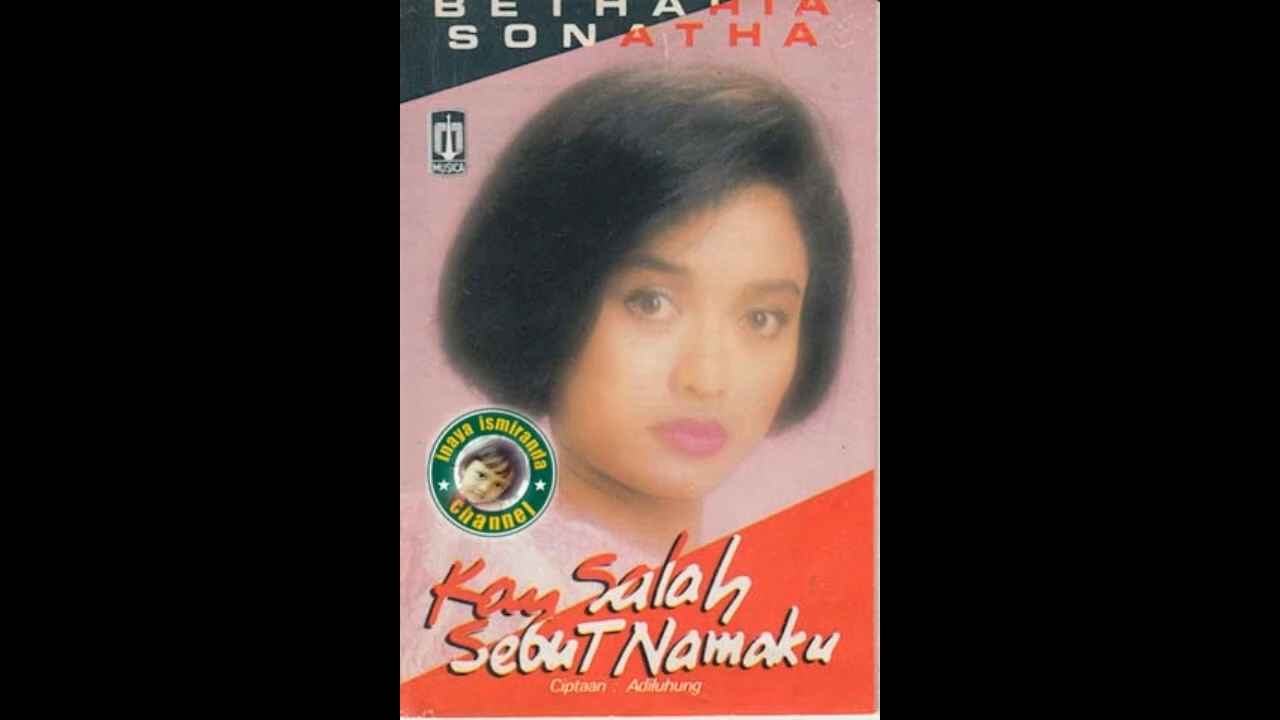 BETHARIA
SONATHA
MUSICA
inaya ismiranda
channel
Kau Salah
Sebut Namaku
Ciptaan : Adiluhung